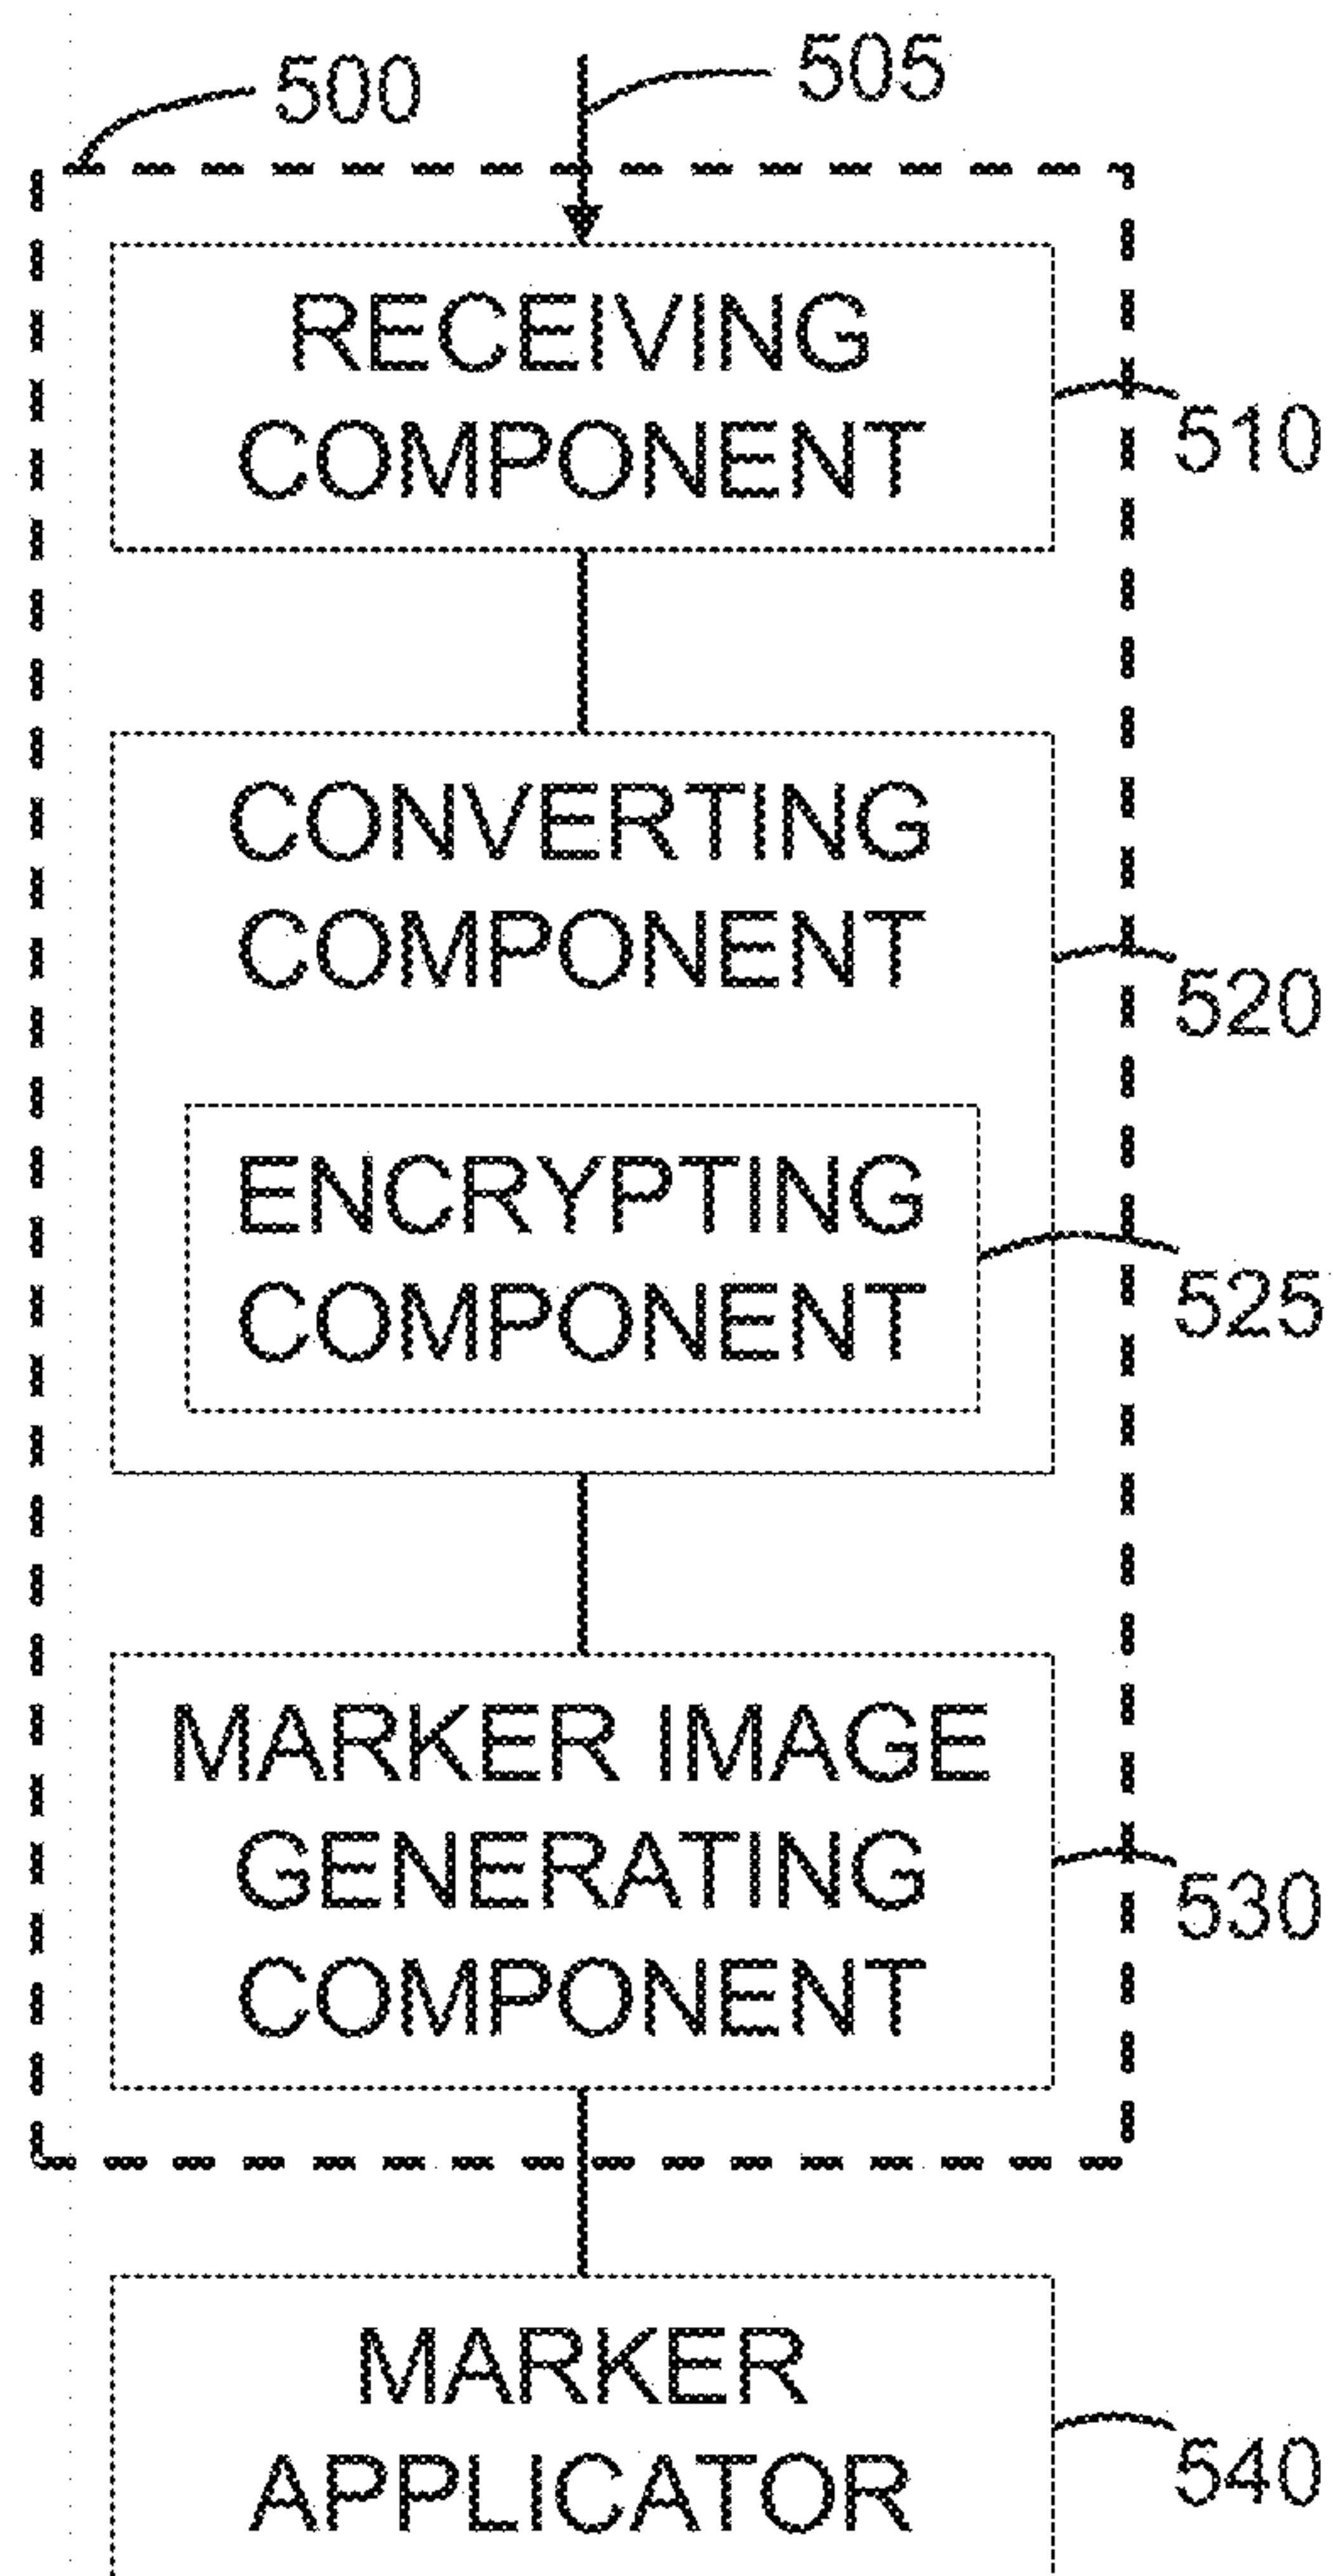 500
505
RECEIVING
COMPONENT
510
CONVERTING
COMPONENT
520
ENCRYPTING
COMPONENT
525
MARKER IMAGE
GENERATING
COMPONENT
530
MARKER
APPLICATOR
540